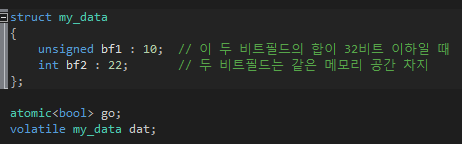 struct my_data
{
unsigned bf1 : 10; // 이 두 비트필드의 합이 32비트 이하일 때
int bf2 : 22; // 두 비트필드는 같은 메모리 공간 차지
};
atomic<bool> go;
volatile my_data dat;